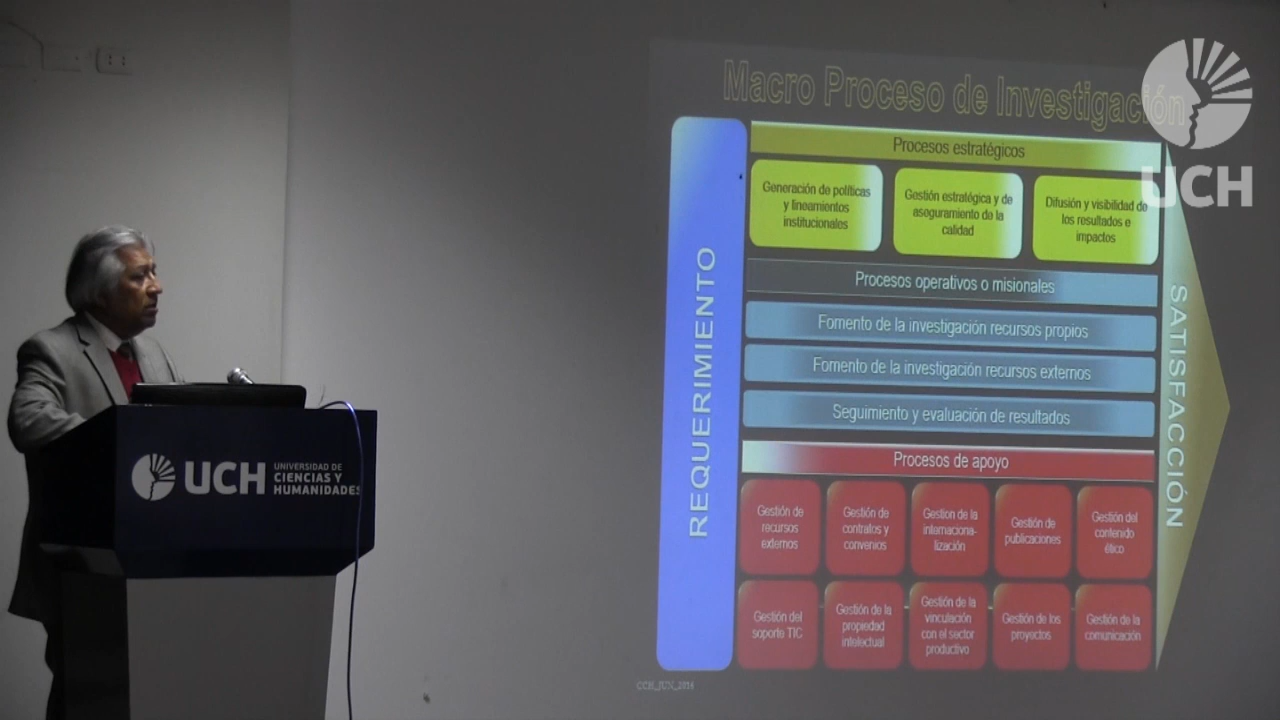 Macro Proceso de Investigación
UCH
REQUERIMIENTO
Procesos estratégicos
Generación de políticas
y lineamientos
institucionales
Gestión estratégica y de
aseguramiento de la
calidad
Difusión y visibilidad de
los resultados e
impactos
Procesos operativos o misionales
Fomento de la investigación recursos propios
Fomento de la investigación recursos externos
Seguimiento y evaluación de resultados
Procesos de apoyo
Gestión de
recursos
externos
Gestión de
contratos y
convenios
Gestion de la
internaciona-
lización
Gestión de
publicaciones
Gestión del
contenido
ético
Gestión del
soporte TIC
Gestión de la
propiedad
intelectual
Gestión de la
vinculación
con el sector
productivo
Gestión de los
proyectos
Gestión de la
comunicación
SATISFACCIÓN
CCH_JUN_2014
UCH
UNIVERSIDAD DE
CIENCIAS Y
HUMANIDADES